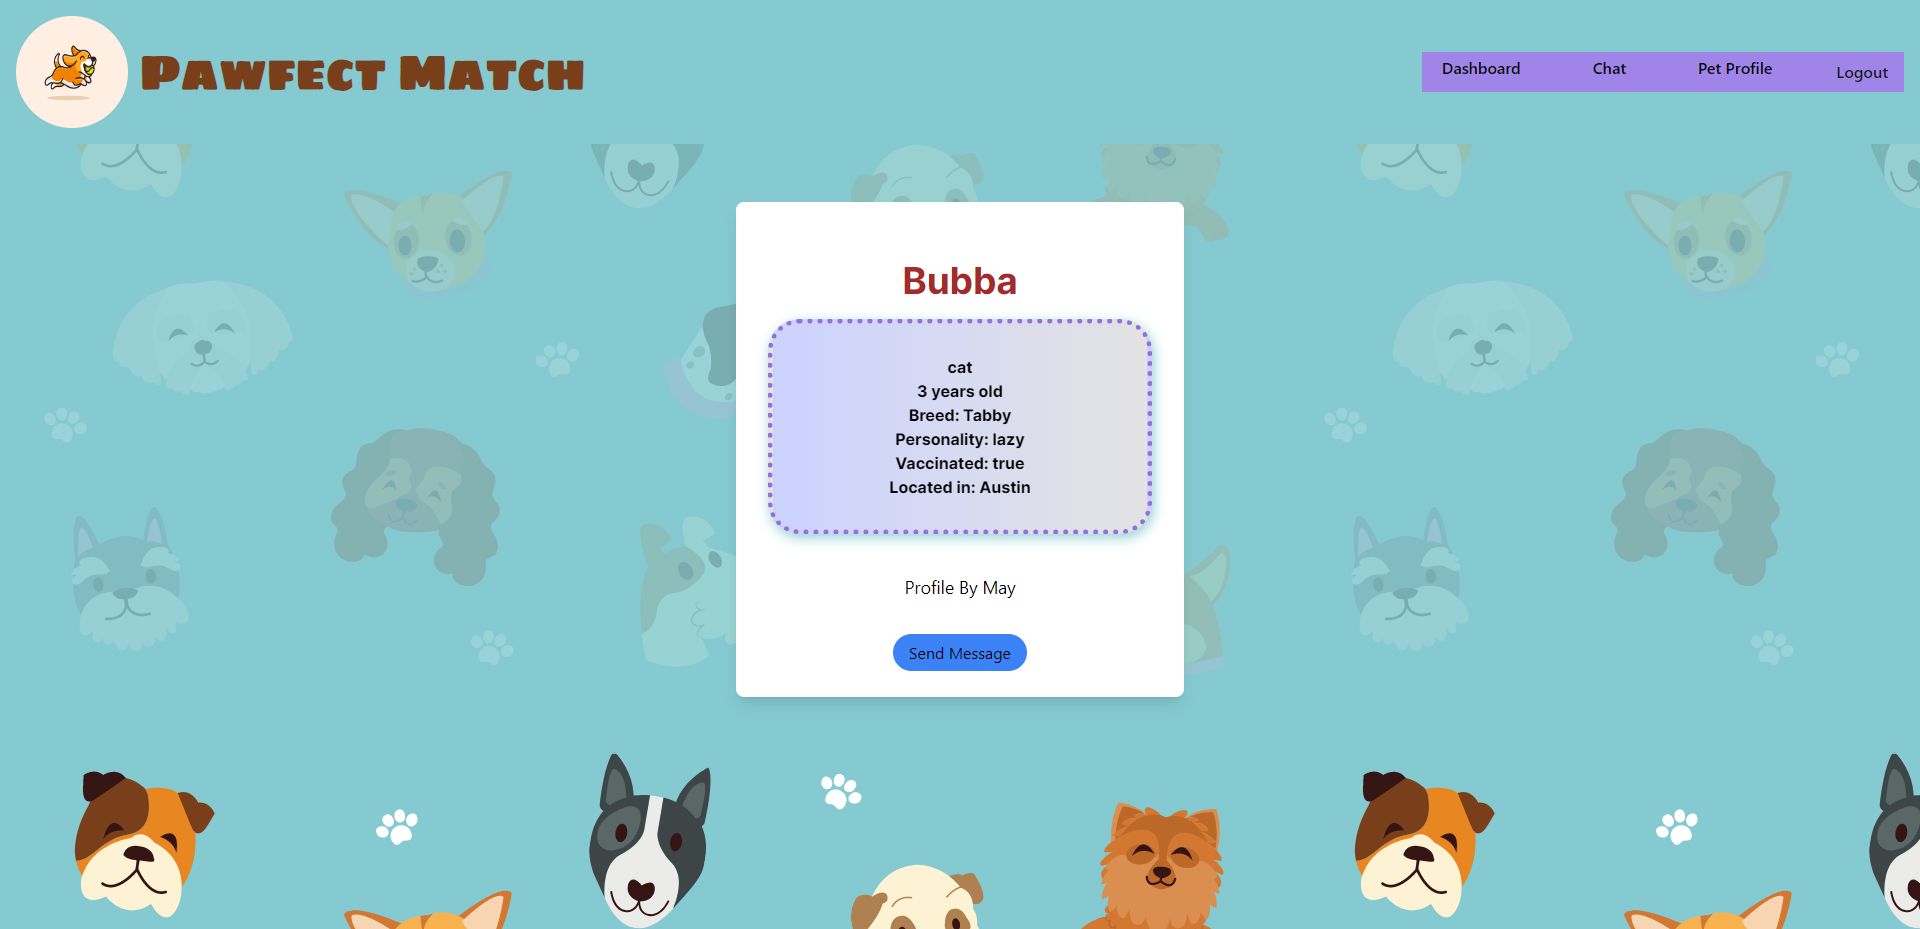 Pawfect Match
Dashboard Chat Pet Profile Logout
Bubba
cat
3 years old
Breed: Tabby
Personality: lazy
Vaccinated: true
Located in: Austin
Profile By May
Send Message